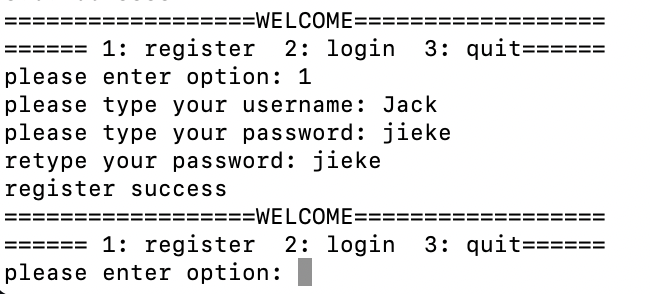 ==================WELCOME==================
====== 1: register  2: login  3: quit======
please enter option: 1
please type your username: Jack
please type your password: jieke
retype your password: jieke
register success
==================WELCOME==================
====== 1: register  2: login  3: quit======
please enter option: